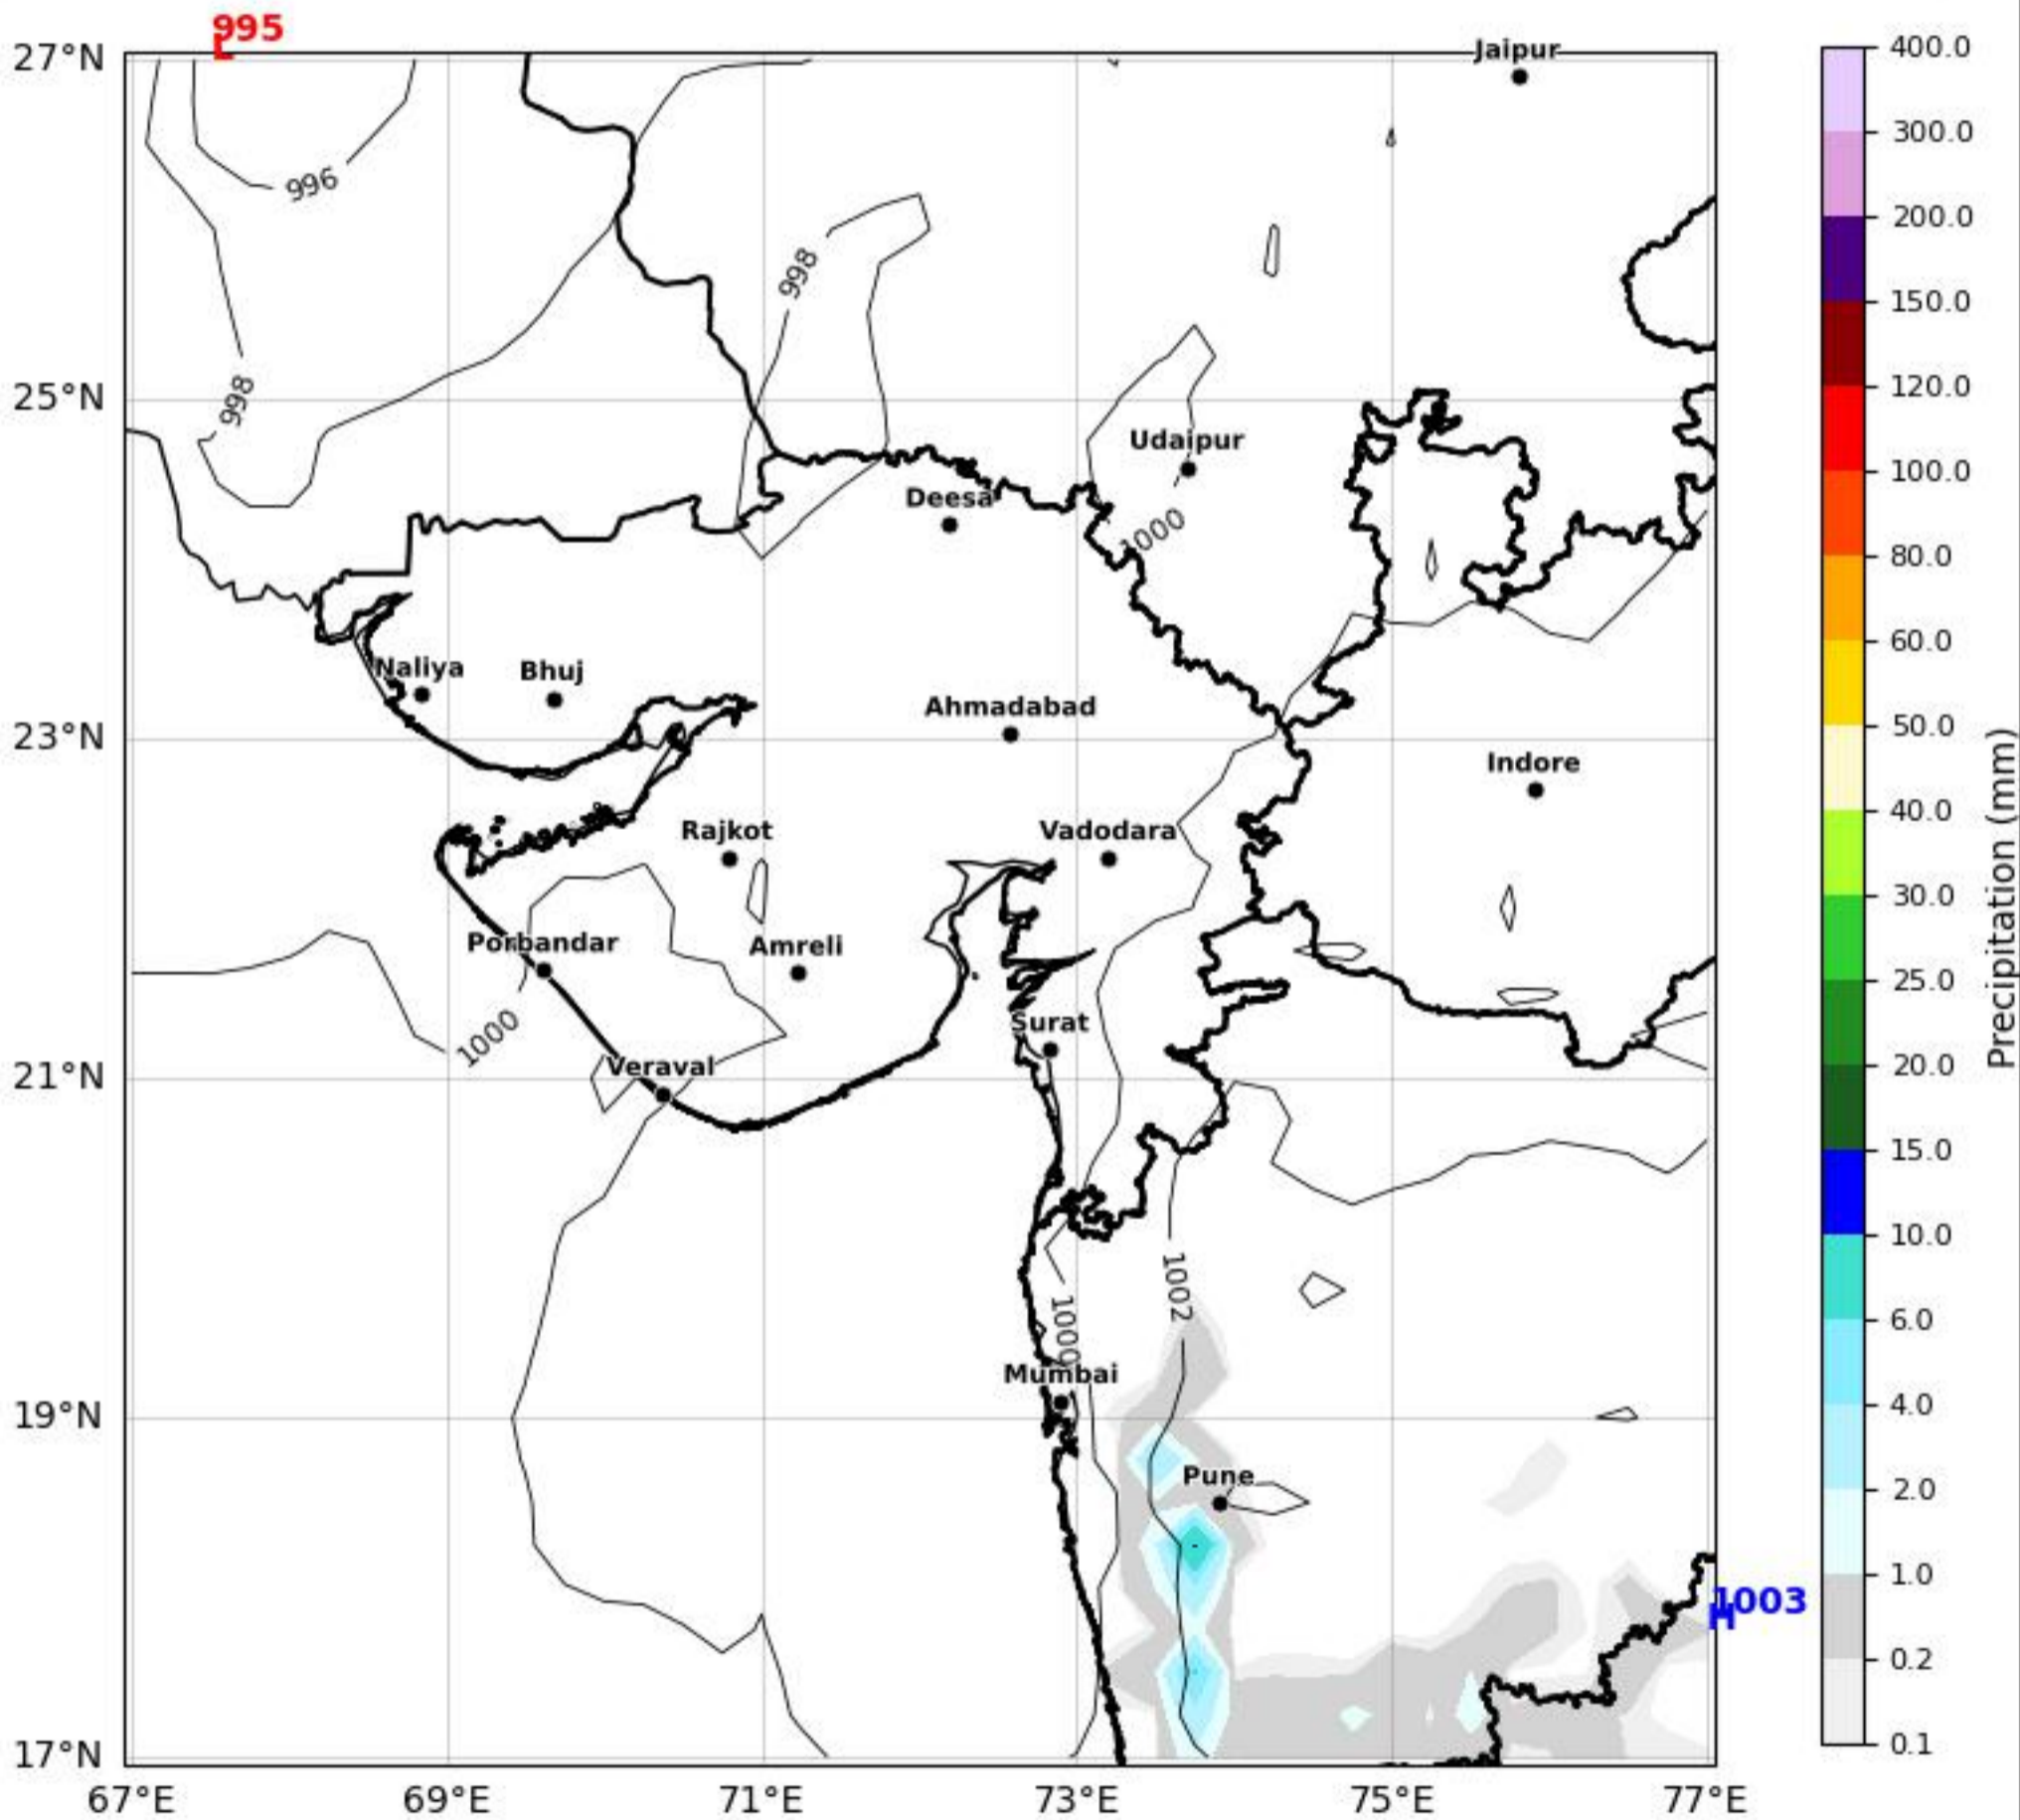 995
L
27°N
25°N
23°N
21°N
19°N
17°N
67°E
69°E
71°E
73°E
75°E
77°E
Jaipur
996
998
998
Udaipur
Deesa
1000
Naliya
Bhuj
Ahmadabad
Indore
Rajkot
Vadodara
Porbandar
Amreli
1000
Surat
Veraval
1002
1000
Mumbai
Pune
1003
H
400.0
300.0
200.0
150.0
120.0
100.0
80.0
60.0
50.0
40.0
30.0
25.0
20.0
15.0
10.0
6.0
4.0
2.0
1.0
0.2
0.1
Precipitation (mm)